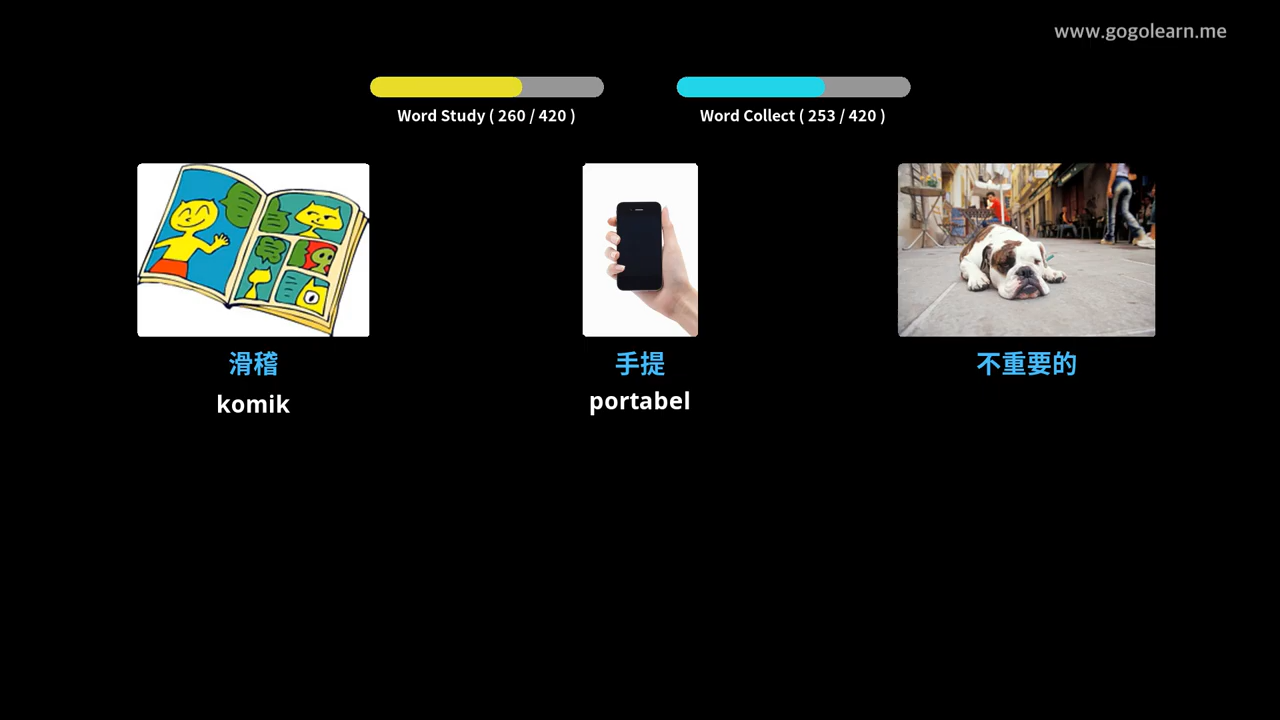 www.gogolearn.me
Word Study ( 260 / 420 )
Word Collect ( 253 / 420 )
滑稽
手提
不重要的
komik
portabel